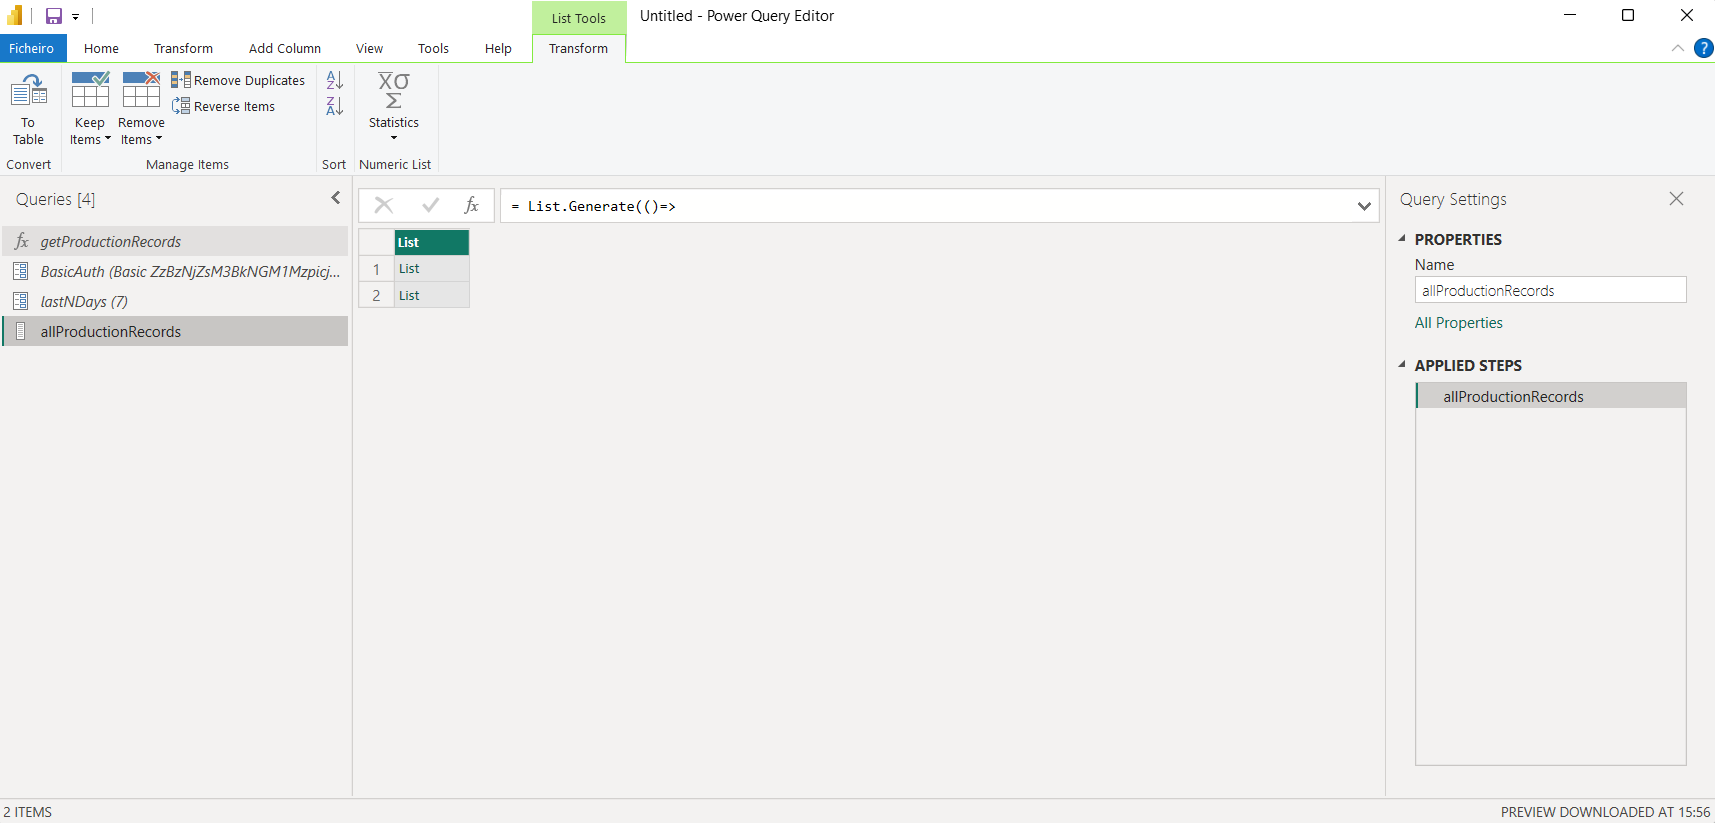 List Tools
Untitled - Power Query Editor
Ficheiro
Home
Transform
Add Column
View
Tools
Help
Transform
?
To Table
Keep Items
Remove Items
Remove Duplicates
Reverse Items
A Z
Z A
X̅σ
Σ
Statistics
Convert
Manage Items
Sort
Numeric List
Queries [4]
fx getProductionRecords
BasicAuth (Basic ZzBzNjZsM3BkNGM1Mzpicj...
lastNDays (7)
allProductionRecords
fx
= List.Generate(()=>
List
1 List
2 List
Query Settings
PROPERTIES
Name
allProductionRecords
All Properties
APPLIED STEPS
allProductionRecords
2 ITEMS
PREVIEW DOWNLOADED AT 15:56